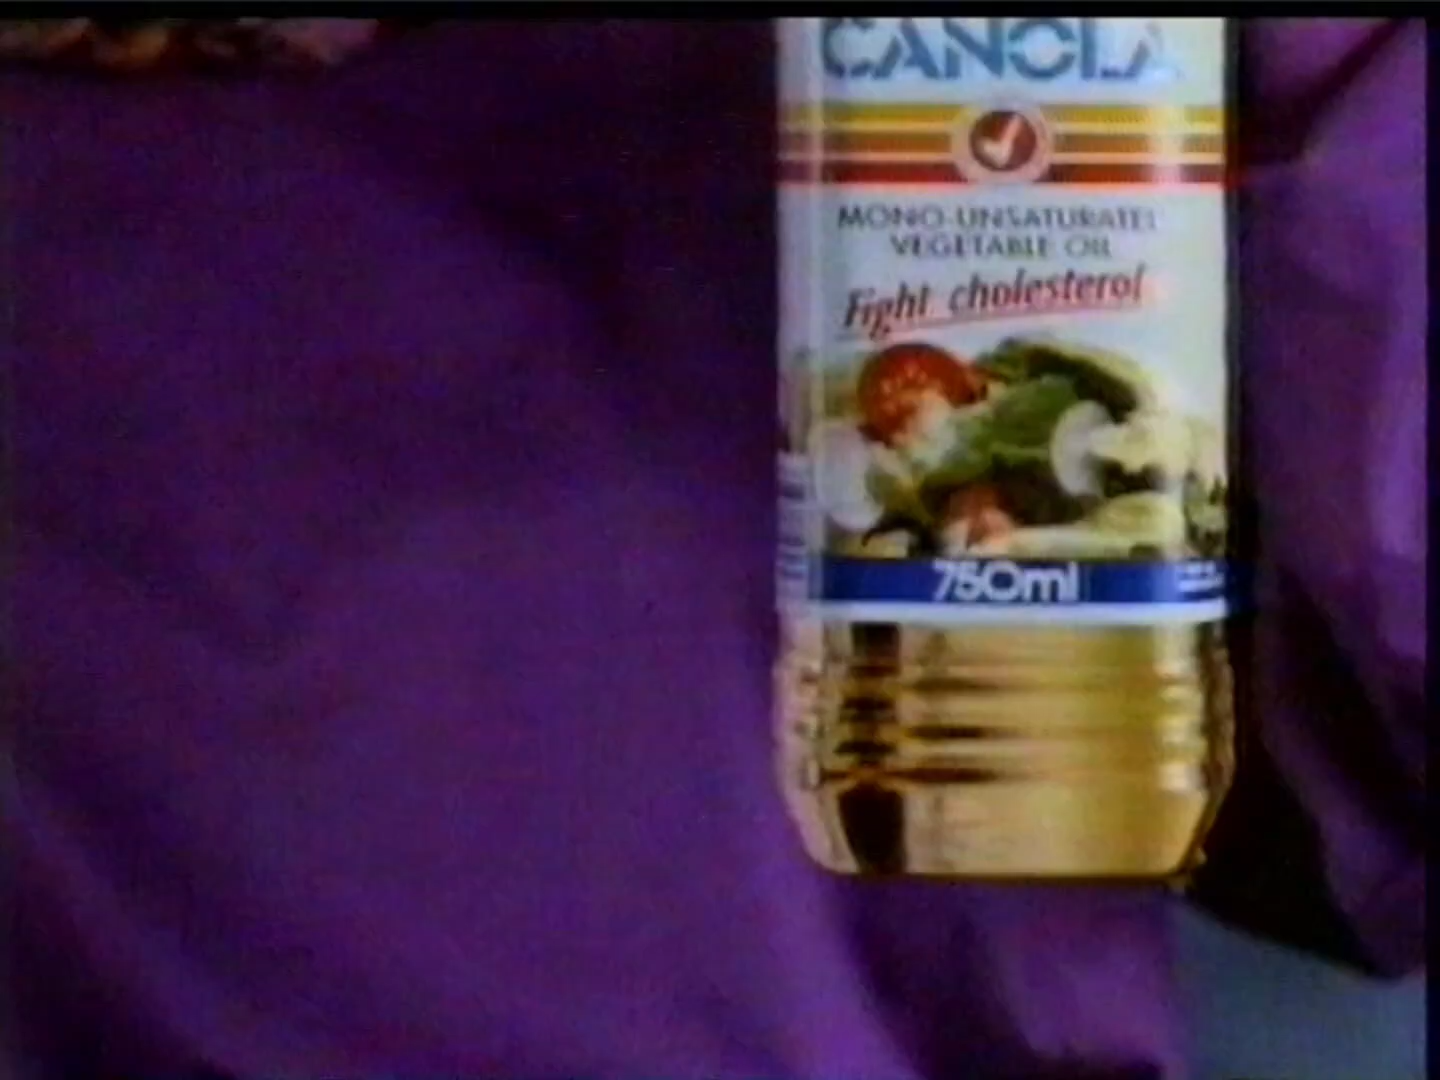 CANOLA
MONO-UNSATURATED
VEGETABLE OIL
Fight cholesterol
750ml